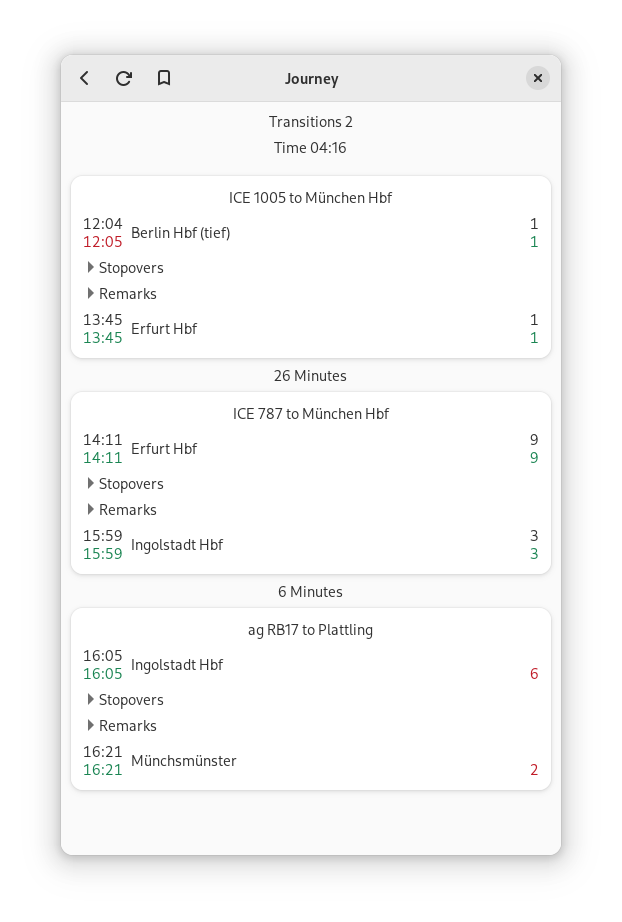 Journey
Transitions 2
Time 04:16
ICE 1005 to München Hbf
12:04
12:05
Berlin Hbf (tief)
1
1
Stopovers
Remarks
13:45
13:45
Erfurt Hbf
1
1
26 Minutes
ICE 787 to München Hbf
14:11
14:11
Erfurt Hbf
9
9
Stopovers
Remarks
15:59
15:59
Ingolstadt Hbf
3
3
6 Minutes
ag RB17 to Plattling
16:05
16:05
Ingolstadt Hbf
6
Stopovers
Remarks
16:21
16:21
Münchsmünster
2